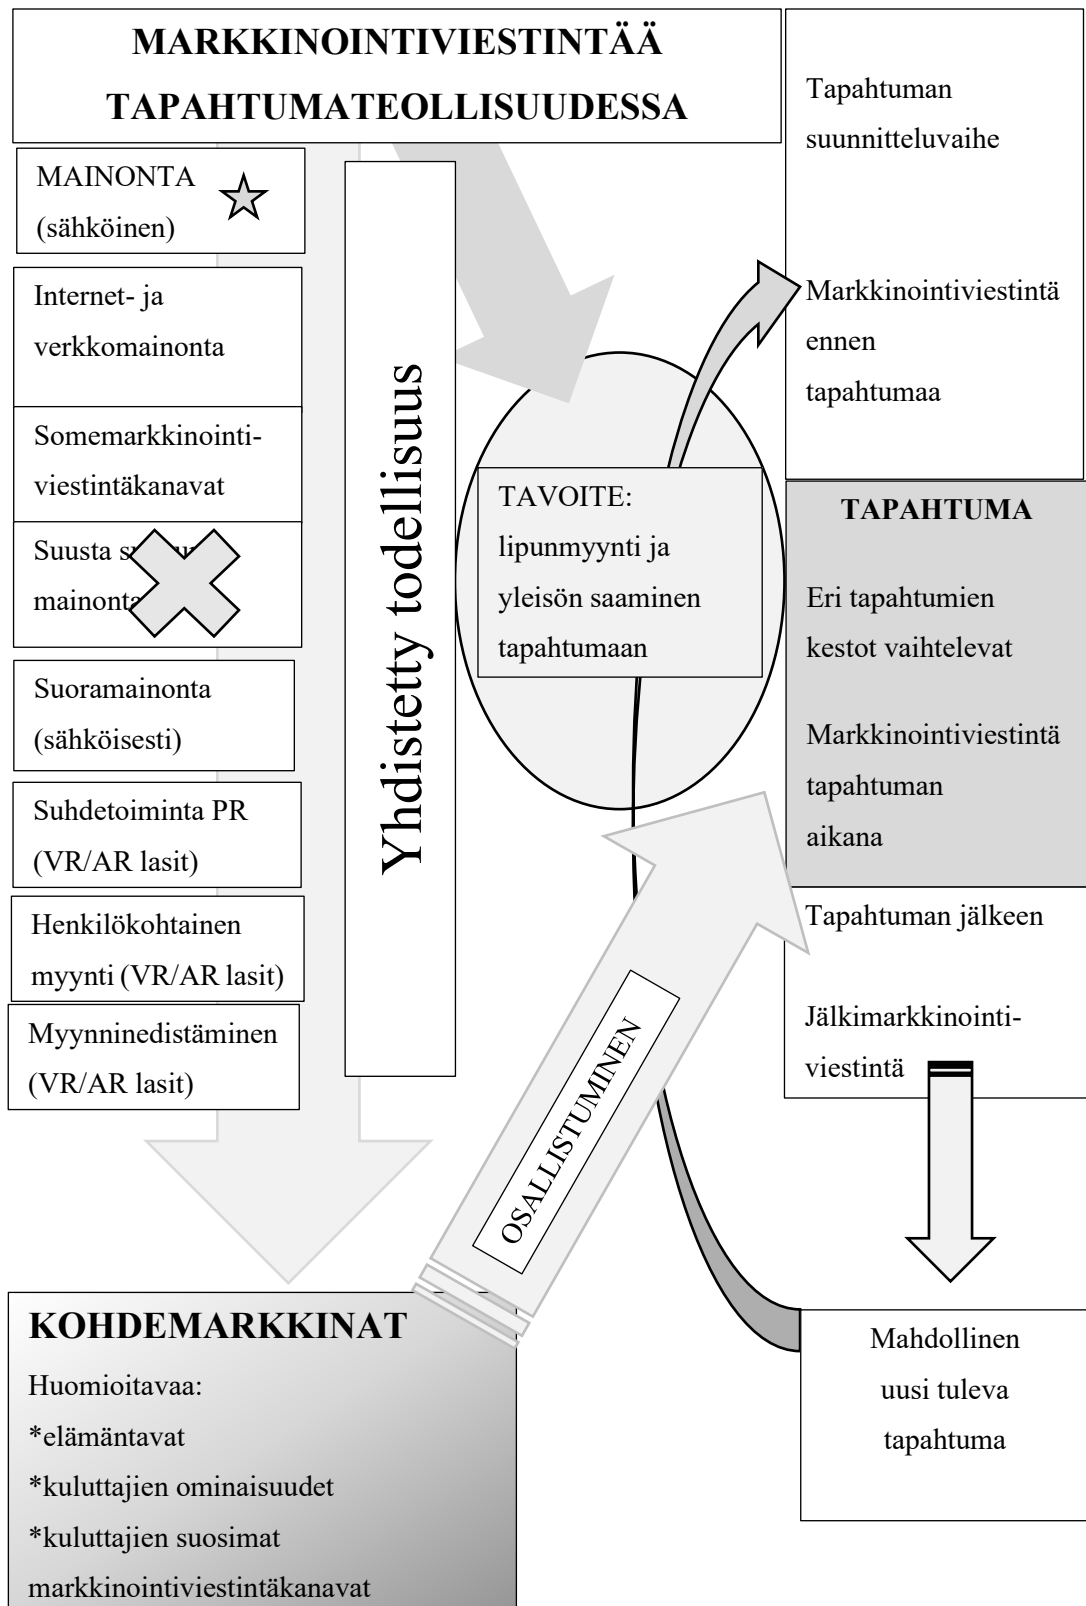 MARKKINOINTIVIESTINTÄÄ
TAPAHTUMATEOLLISUUDESSA
MAINONTA
(sähköinen)
Internet- ja
verkkomainonta
Somemarkkinointi-
viestintäkanavat
Suusta
mainonta
Suoramainonta
(sähköisesti)
Suhdetoiminta PR
(VR/AR lasit)
Henkilökohtainen
myynti (VR/AR lasit)
Myynninedistäminen
(VR/AR lasit)
Yhdistetty todellisuus
TAVOITE:
lipunmyynti ja
yleisön saaminen
tapahtumaan
OSALLISTUMINEN
KOHDEMARKKINAT
Huomioitavaa:
*elämäntavat
*kuluttajien ominaisuudet
*kuluttajien suosimat
markkinointiviestintäkanavat
Tapahtuman
suunnitteluvaihe
Markkinointiviestintä
ennen
tapahtumaa
TAPAHTUMA
Eri tapahtumien
kestot vaihtelevat
Markkinointiviestintä
tapahtuman
aikana
Tapahtuman jälkeen
Jälkimarkkinointi-
viestintä
Mahdollinen
uusi tuleva
tapahtuma